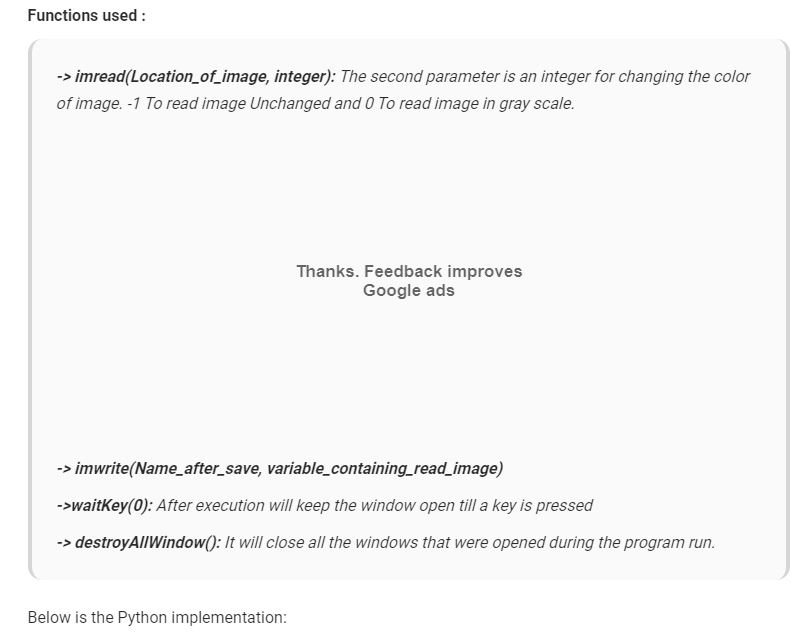 Functions used :
-> imread(Location_of_image, integer): The second parameter is an integer for changing the color
of image. -1 To read image Unchanged and 0 To read image in gray scale.
Thanks. Feedback improves
Google ads
-> imwrite(Name_after_save, variable_containing_read_image)
->waitKey(0): After execution will keep the window open till a key is pressed
-> destroyAllWindow(): It will close all the windows that were opened during the program run.
Below is the Python implementation: